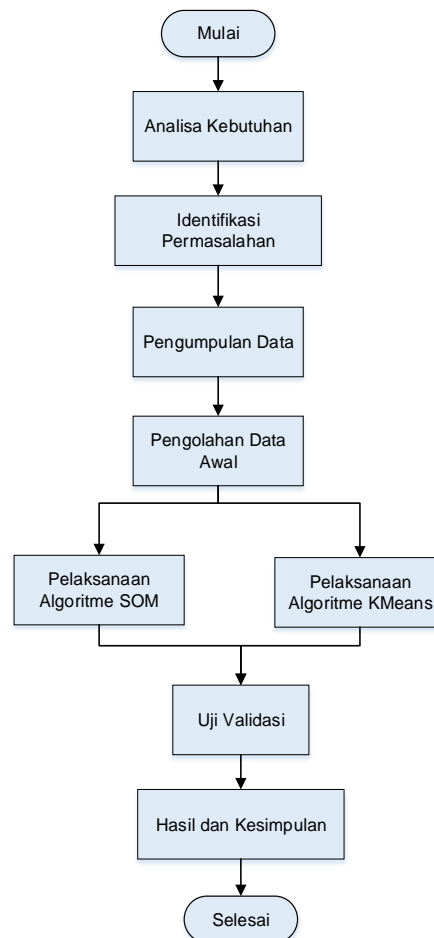 Mulai
Analisa Kebutuhan
Identifikasi
Permasalahan
Pengumpulan Data
Pengolahan Data
Awal
Pelaksanaan
Algoritme SOM
Pelaksanaan
Algoritme KMeans
Uji Validasi
Hasil dan Kesimpulan
Selesai